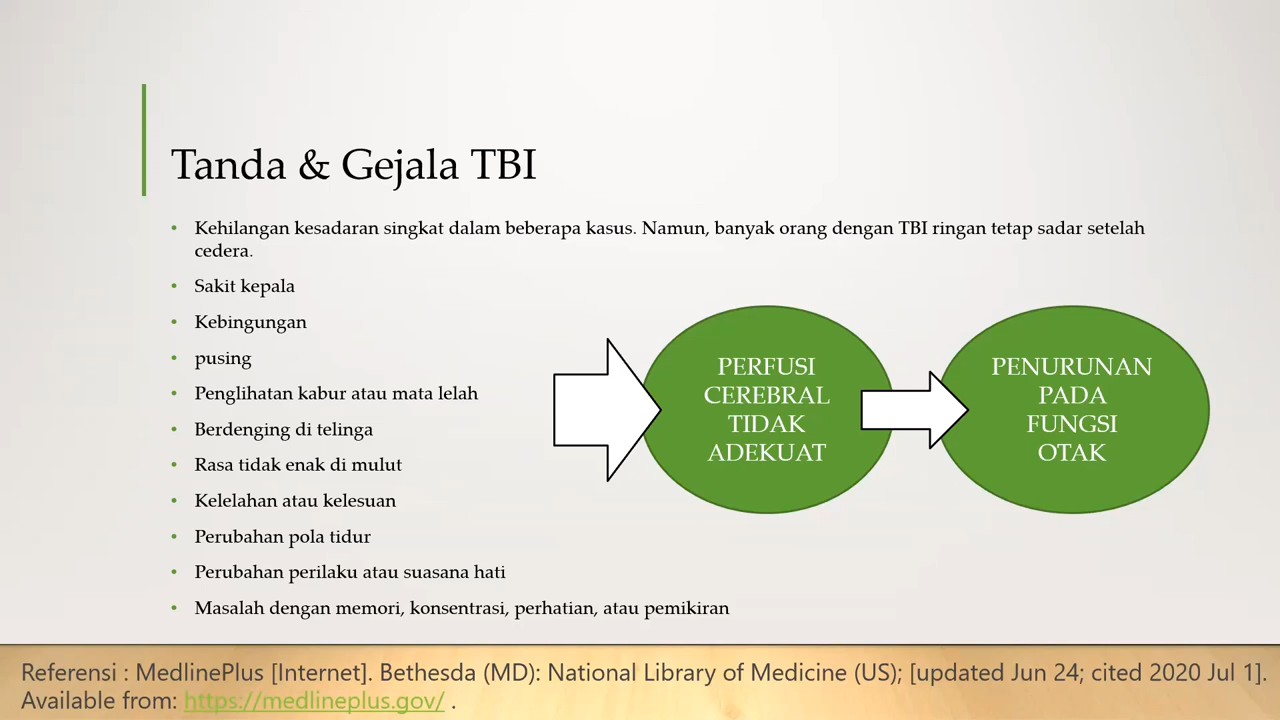 Tanda & Gejala TBI
• Kehilangan kesadaran singkat dalam beberapa kasus. Namun, banyak orang dengan TBI ringan tetap sadar setelah
cedera.
• Sakit kepala
• Kebingungan
• pusing
• Penglihatan kabur atau mata lelah
• Berdenging di telinga
• Rasa tidak enak di mulut
• Kelelahan atau kelesuan
• Perubahan pola tidur
• Perubahan perilaku atau suasana hati
• Masalah dengan memori, konsentrasi, perhatian, atau pemikiran
PERFUSI
CEREBRAL
TIDAK
ADEKUAT
PENURUNAN
PADA
FUNGSI
OTAK
Referensi : MedlinePlus [Internet]. Bethesda (MD): National Library of Medicine (US); [updated Jun 24; cited 2020 Jul 1].
Available from: https://medlineplus.gov/ .